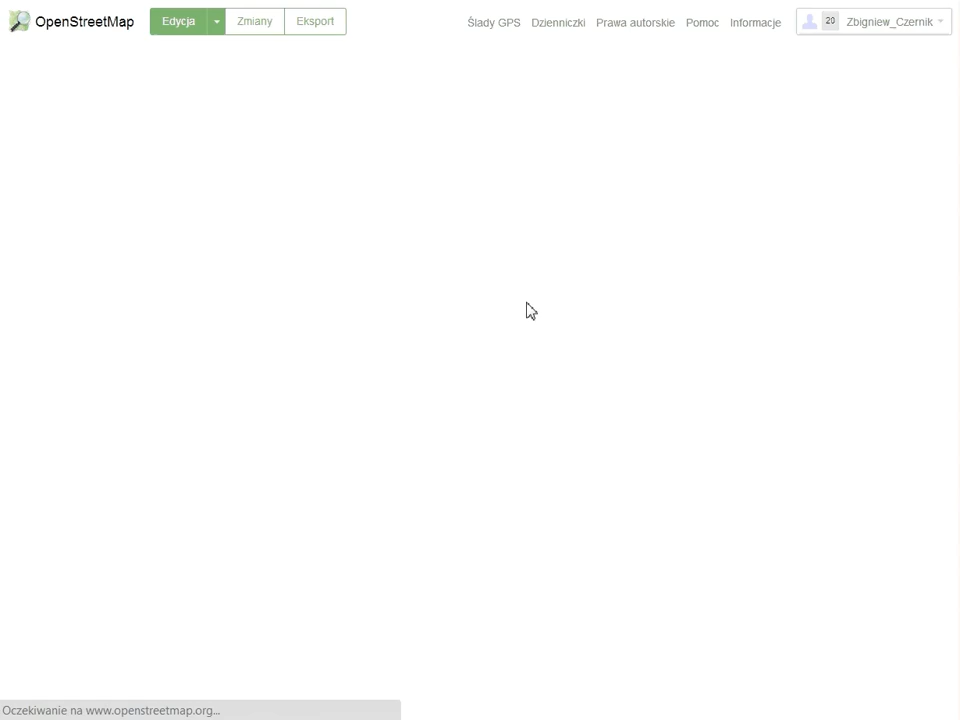 OpenStreetMap Edycja Zmiany Eksport Ślady GPS Dzienniczki Prawa autorskie Pomoc Informacje 20 Zbigniew_Czernik
Oczekiwanie na www.openstreetmap.org...